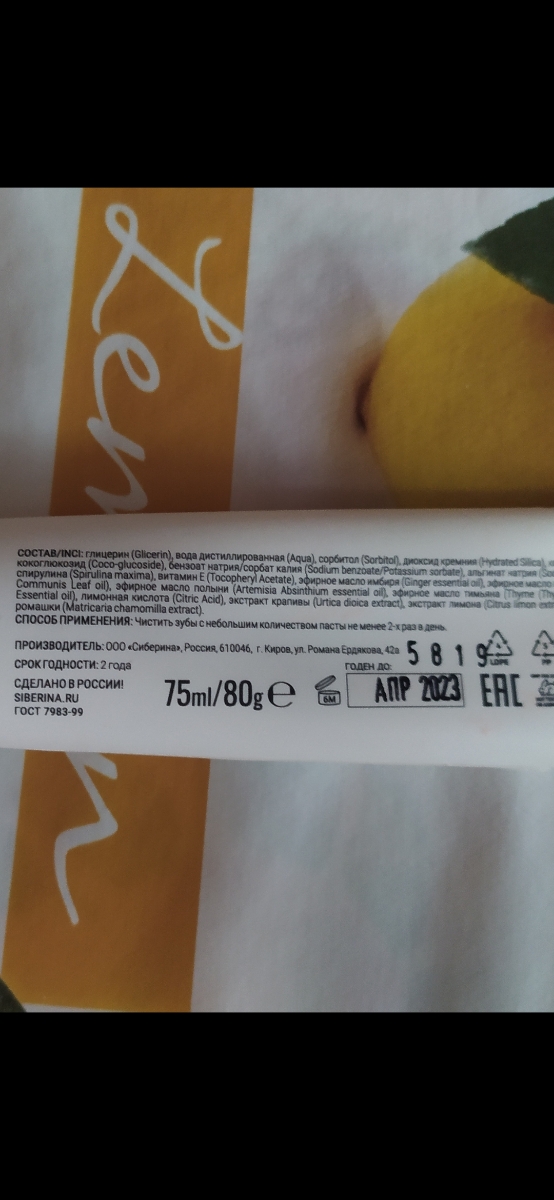 Lem
СОСТАВ/INCI: глицерин (Glicerin), вода дистиллированная (Aqua), сорбитол (Sorbitol), диоксид кремния (Hydrated Silica),
кокоглюкозид (Coco-glucoside), бензоат натрия/сорбат калия (Sodium benzoate/Potassium sorbate), альгинат натрия
спирулина (Spirulina maxima), витамин Е (Tocopheryl Acetate), эфирное масло имбиря (Ginger essential oil), эфирное масло
Communis Leaf oil), эфирное масло полыни (Artemisia Absinthium essential oil), эфирное масло тимьяна (Thyme
Essential oil), лимонная кислота (Citric Acid), экстракт крапивы (Urtica dioica extract), экстракт лимона (Citrus limon
ромашки (Matricaria chamomilla extract).
СПОСОБ ПРИМЕНЕНИЯ: Чистить зубы с небольшим количеством пасты не менее 2-х раз в день.
ПРОИЗВОДИТЕЛЬ: ООО «Сиберина», Россия, 610046, г. Киров, ул. Романа Ердякова, 42а
5 8 1 9
LDPE
PP
СРОК ГОДНОСТИ: 2 года
ГОДЕН ДО:
СДЕЛАНО В РОССИИ!
SIBERINA.RU
ГОСТ 7983-99
75ml/80g e
6M
АПР 2023
EAC
n